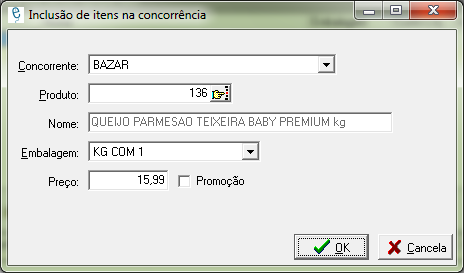 Inclusão de itens na concorrência
Concorrente: BAZAR
Produto: 136
Nome: QUEIJO PARMESAO TEIXEIRA BABY PREMIUM kg
Embalagem: KG COM 1
Preço: 15,99 Promoção
OK Cancela